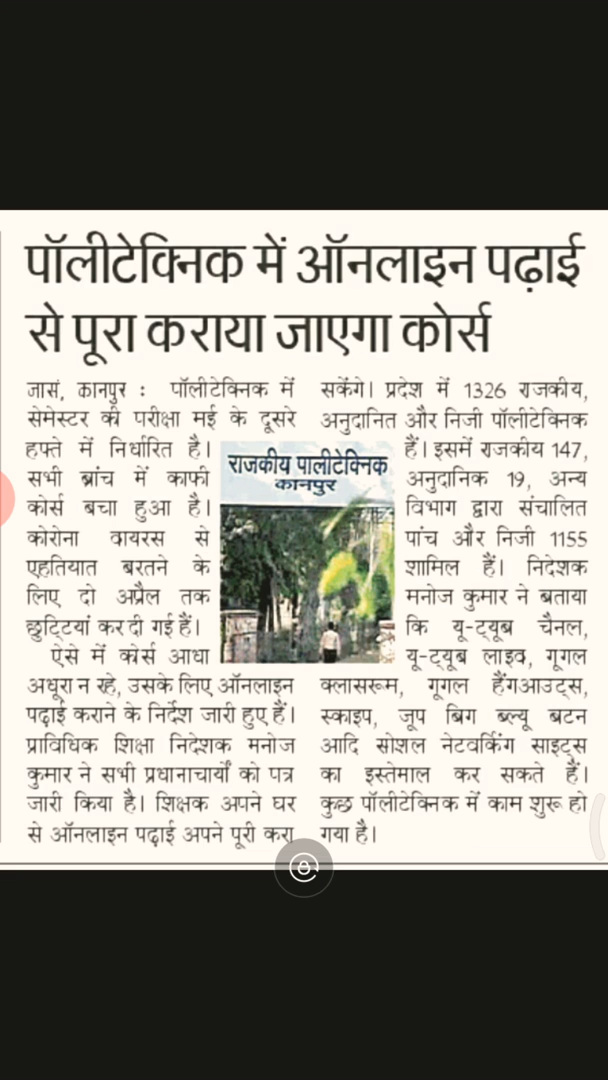 पॉलीटेक्निक में ऑनलाइन पढ़ाई
से पूरा कराया जाएगा कोर्स
जासं, कानपुर : पॉलीटेक्निक में
सेमेस्टर की परीक्षा मई के दूसरे
हफ्ते में निर्धारित है।
सभी ब्रांच में काफी
कोर्स बचा हुआ है।
कोरोना वायरस से
एहतियात बरतने के
लिए दो अप्रैल तक
छुट्टियां कर दी गई हैं।
ऐसे में कोर्स आधा
अधूरा न रहे, उसके लिए ऑनलाइन
पढ़ाई कराने के निर्देश जारी हुए हैं।
प्राविधिक शिक्षा निदेशक मनोज
कुमार ने सभी प्रधानाचार्यों को पत्र
जारी किया है। शिक्षक अपने घर
से ऑनलाइन पढ़ाई अपने पूरी करा
राजकीय पालीटेक्निक
कानपुर
सकेंगे। प्रदेश में 1326 राजकीय,
अनुदानित और निजी पॉलीटेक्निक
हैं। इसमें राजकीय 147,
अनुदानिक 19, अन्य
विभाग द्वारा संचालित
पांच और निजी 1155
शामिल हैं। निदेशक
मनोज कुमार ने बताया
कि यू-ट्यूब चैनल,
यू-ट्यूब लाइव, गूगल
क्लासरूम, गूगल हैंगआउट्स,
स्काइप, जूप बिग ब्ल्यू बटन
आदि सोशल नेटवर्किंग साइट्स
का इस्तेमाल कर सकते हैं।
कुछ पॉलीटेक्निक में काम शुरू हो
गया है।